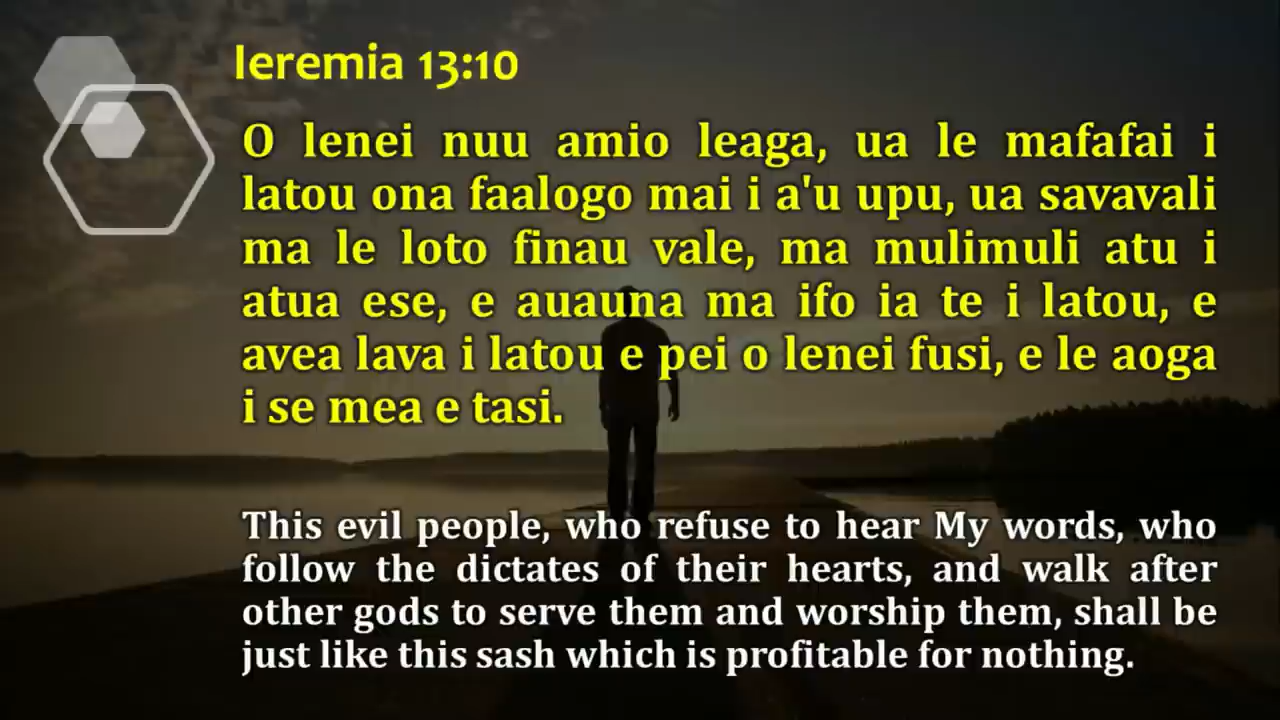 Ieremia 13:10
O lenei nuu amio leaga, ua le mafafai i
latou ona faalogo mai i a'u upu, ua savavali
ma le loto finau vale, ma mulimuli atu i
atua ese, e auauna ma ifo ia te i latou, e
avea lava i latou e pei o lenei fusi, e le aoga
i se mea e tasi.
This evil people, who refuse to hear My words, who
follow the dictates of their hearts, and walk after
other gods to serve them and worship them, shall be
just like this sash which is profitable for nothing.